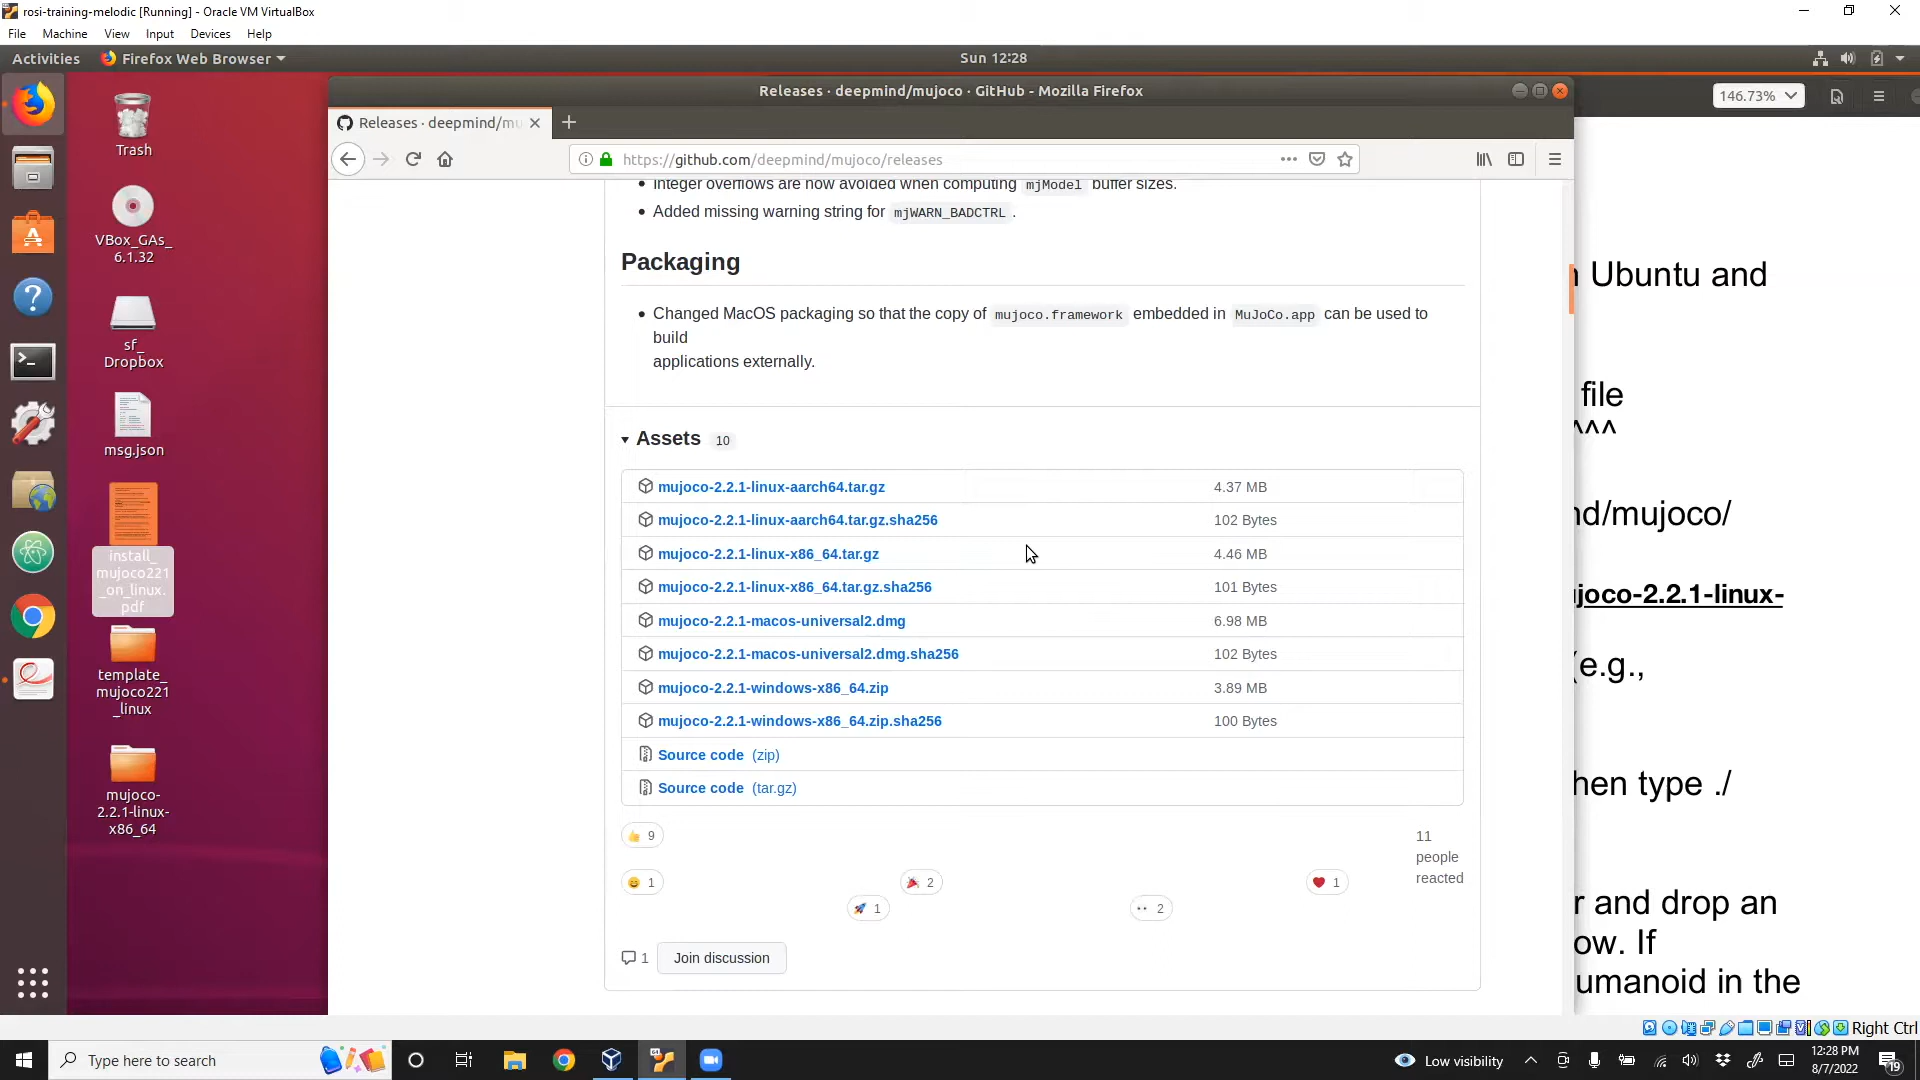 rosi-training-melodic [Running] - Oracle VM VirtualBox
File Machine View Input Devices Help
Activities Firefox Web Browser Sun 12:28
Releases · deepmind/mujoco · GitHub - Mozilla Firefox
146.73%
Releases · deepmind/mu
https://github.com/deepmind/mujoco/releases
Trash
VBox_GAs_
6.1.32
sf_
Dropbox
msg.json
install_
mujoco221
_on_linux.
pdf
template_
mujoco221
_linux
mujoco-
2.2.1-linux-
x86_64
Integer overflows are now avoided when computing mjModel buffer sizes.
Added missing warning string for mjWARN_BADCTRL .
Packaging
Changed MacOS packaging so that the copy of mujoco.framework embedded in MuJoCo.app can be used to
build
applications externally.
Assets 10
mujoco-2.2.1-linux-aarch64.tar.gz 4.37 MB
mujoco-2.2.1-linux-aarch64.tar.gz.sha256 102 Bytes
mujoco-2.2.1-linux-x86_64.tar.gz 4.46 MB
mujoco-2.2.1-linux-x86_64.tar.gz.sha256 101 Bytes
mujoco-2.2.1-macos-universal2.dmg 6.98 MB
mujoco-2.2.1-macos-universal2.dmg.sha256 102 Bytes
mujoco-2.2.1-windows-x86_64.zip 3.89 MB
mujoco-2.2.1-windows-x86_64.zip.sha256 100 Bytes
Source code (zip)
Source code (tar.gz)
👍 9
😄 1
🎉 2
❤️ 1
🚀 1
👀 2
11
people
reacted
1 Join discussion
n Ubuntu and
file
^^^
nd/mujoco/
ujoco-2.2.1-linux-
(e.g.,
hen type ./
r and drop an
ow. If
umanoid in the
Right Ctrl
Type here to search
Low visibility
12:28 PM
8/7/2022
19